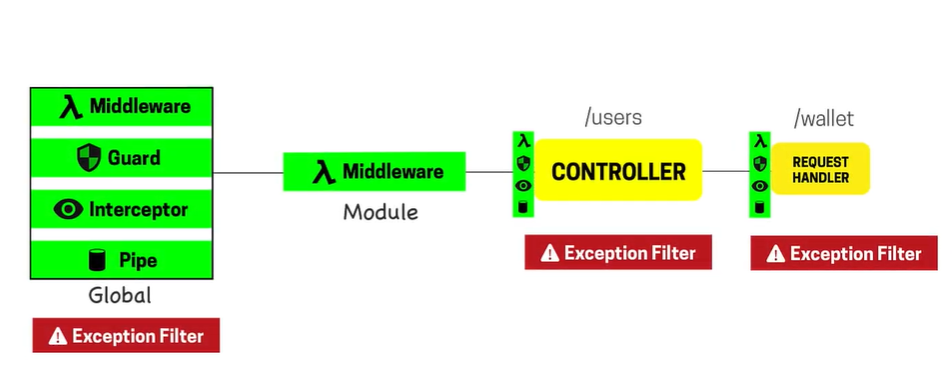 Middleware
Guard
Interceptor
Pipe
Global
Exception Filter
Middleware
Module
/users
CONTROLLER
Exception Filter
/wallet
REQUEST
HANDLER
Exception Filter